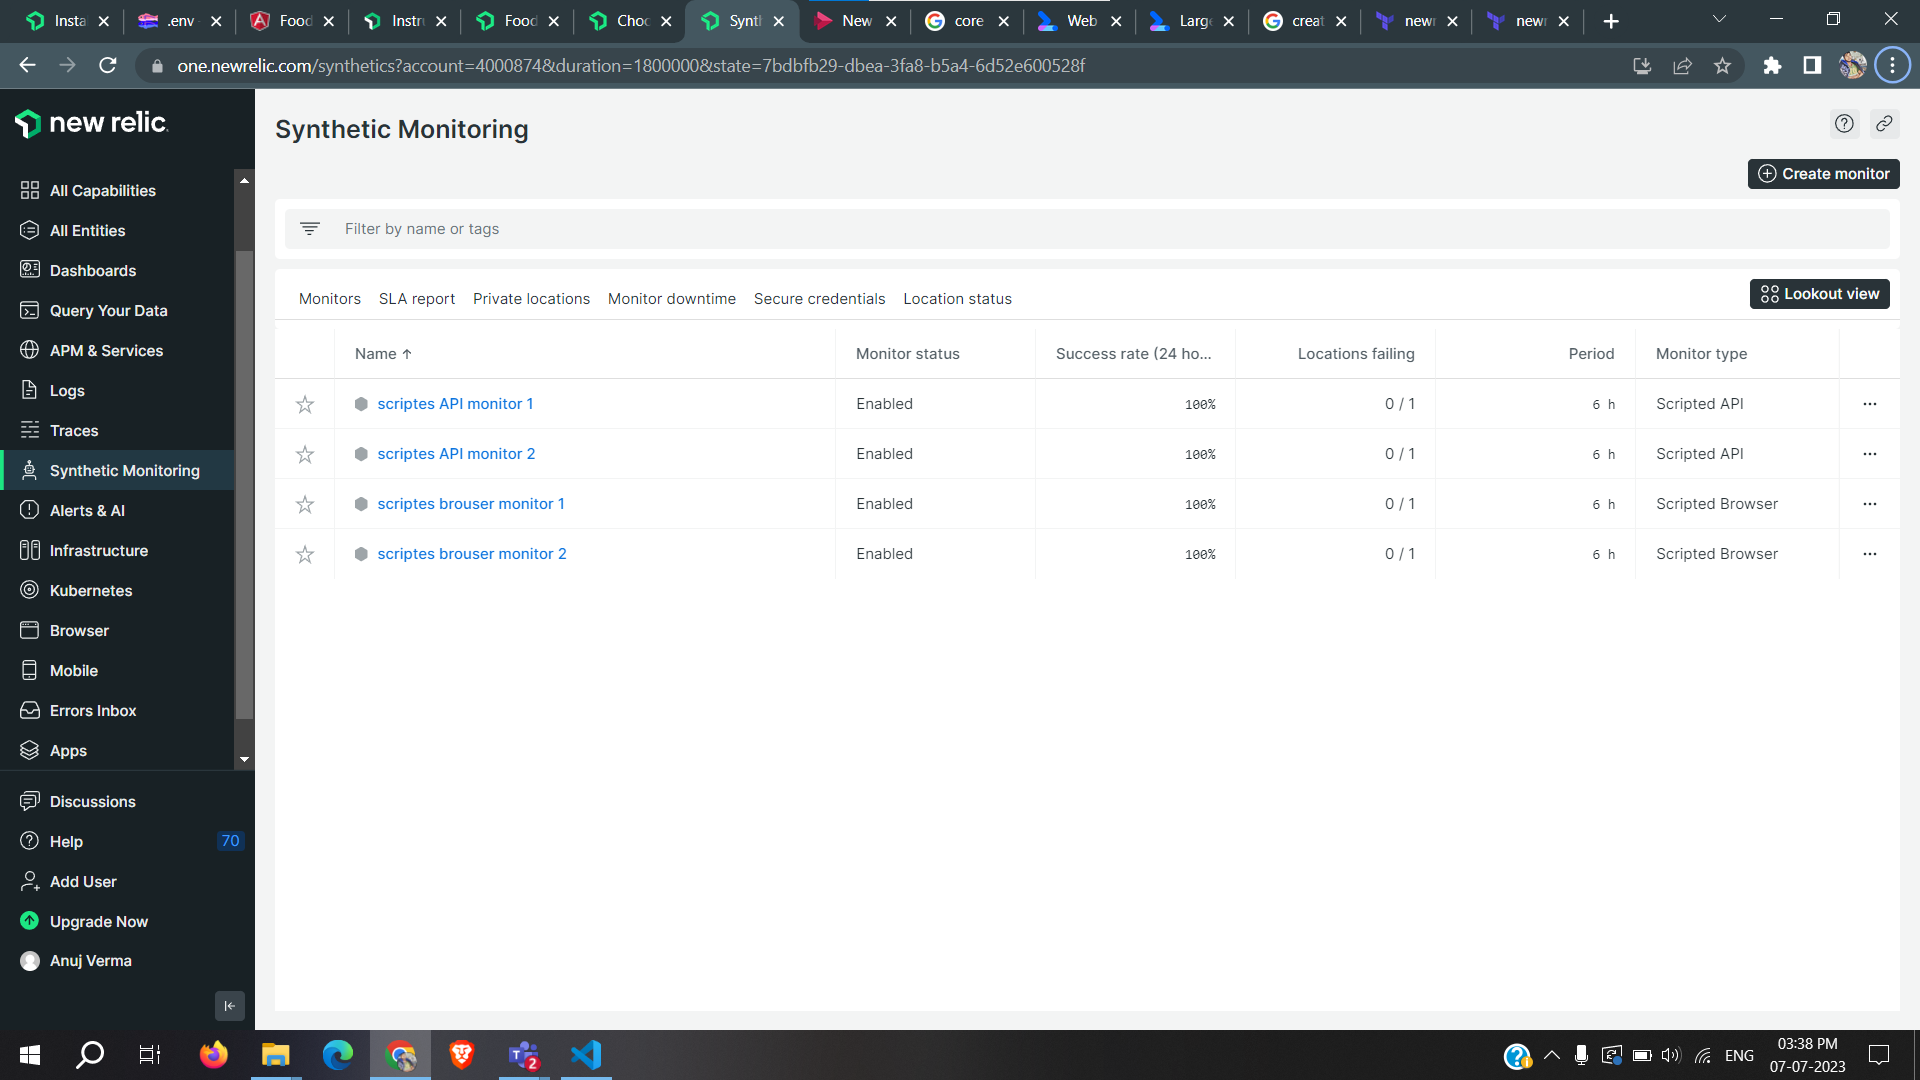 Insta
.env
Food
Instru
Food
Choo
Synth
New
core
Web
Large
creat
newr
newr
one.newrelic.com/synthetics?account=4000874&duration=1800000&state=7bdbfb29-dbea-3fa8-b5a4-6d52e600528f
new relic
All Capabilities
All Entities
Dashboards
Query Your Data
APM & Services
Logs
Traces
Synthetic Monitoring
Alerts & AI
Infrastructure
Kubernetes
Browser
Mobile
Errors Inbox
Apps
Discussions
Help 70
Add User
Upgrade Now
Anuj Verma
Synthetic Monitoring
Create monitor
Filter by name or tags
Monitors SLA report Private locations Monitor downtime Secure credentials Location status
Lookout view
Name ↑ Monitor status Success rate (24 ho... Locations failing Period Monitor type
scriptes API monitor 1 Enabled 100% 0 / 1 6 h Scripted API
scriptes API monitor 2 Enabled 100% 0 / 1 6 h Scripted API
scriptes brouser monitor 1 Enabled 100% 0 / 1 6 h Scripted Browser
scriptes brouser monitor 2 Enabled 100% 0 / 1 6 h Scripted Browser
2
ENG
03:38 PM
07-07-2023